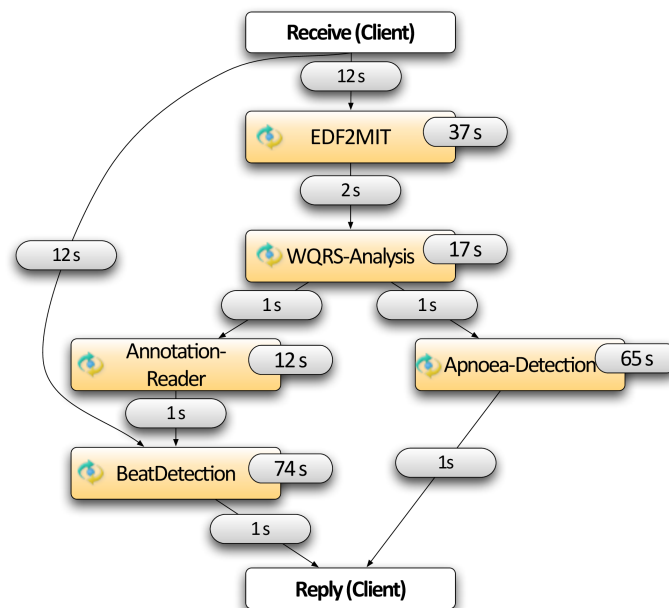 Receive (Client)
12 s
EDF2MIT
37 s
2 s
12 s
WQRS-Analysis
17 s
1 s
1 s
Annotation-
Reader
12 s
Apnoea-Detection
65 s
1 s
BeatDetection
74 s
1 s
1 s
Reply (Client)